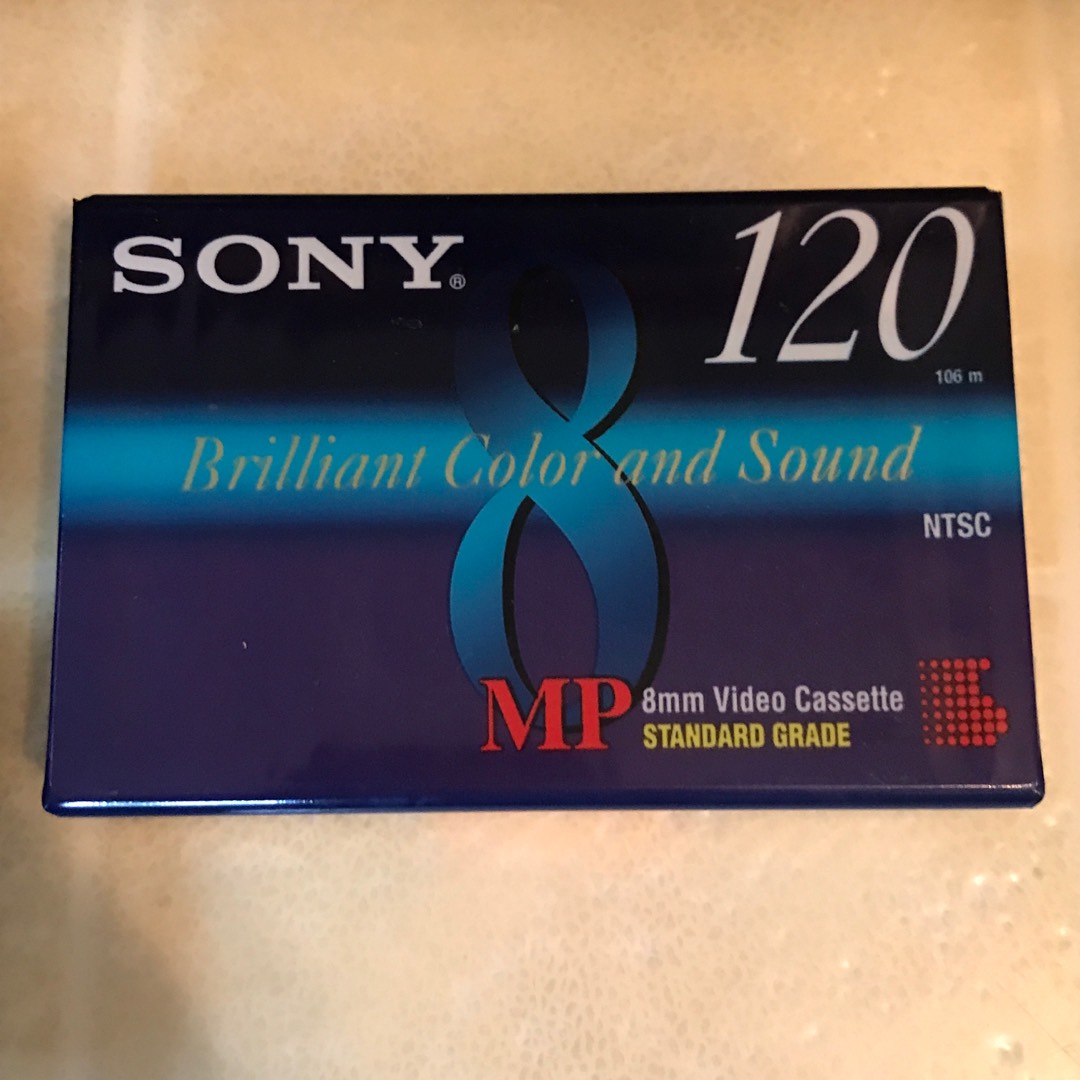 SONY®
120
106 m
8
Brilliant Color and Sound
NTSC
MP 8mm Video Cassette
STANDARD GRADE